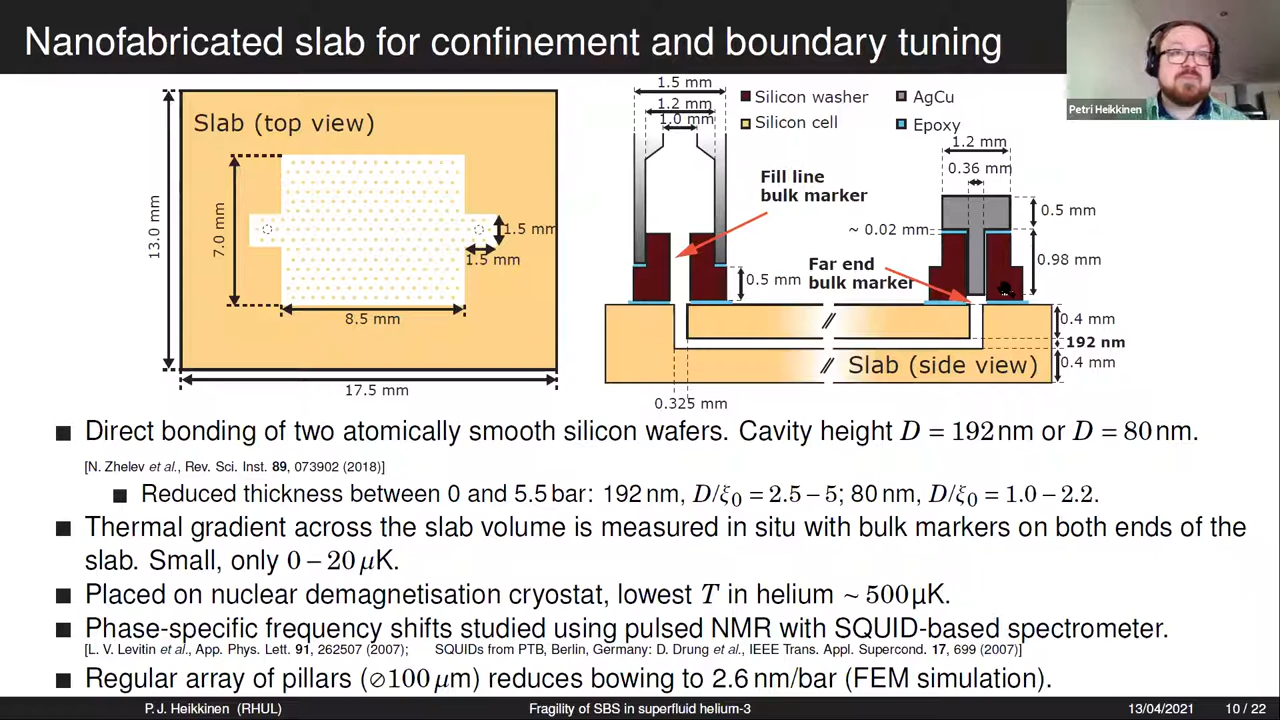 Nanofabricated slab for confinement and boundary tuning
Petri Heikkinen
Slab (top view)
13.0 mm
7.0 mm
1.5 mm
1.5 mm
8.5 mm
17.5 mm
1.5 mm
1.2 mm
1.0 mm
Silicon washer
AgCu
Silicon cell
Epoxy
Fill line
bulk marker
1.2 mm
0.36 mm
0.5 mm
~ 0.02 mm
0.98 mm
Far end
bulk marker
0.5 mm
0.4 mm
192 nm
0.4 mm
Slab (side view)
0.325 mm
Direct bonding of two atomically smooth silicon wafers. Cavity height D = 192 nm or D = 80 nm.
[N. Zhelev et al., Rev. Sci. Inst. 89, 073902 (2018)]
Reduced thickness between 0 and 5.5 bar: 192 nm, D/ξ₀ = 2.5 – 5; 80 nm, D/ξ₀ = 1.0 – 2.2.
Thermal gradient across the slab volume is measured in situ with bulk markers on both ends of the
slab. Small, only 0 – 20 μK.
Placed on nuclear demagnetisation cryostat, lowest T in helium ~ 500 µK.
Phase-specific frequency shifts studied using pulsed NMR with SQUID-based spectrometer.
[L. V. Levitin et al., App. Phys. Lett. 91, 262507 (2007); SQUIDs from PTB, Berlin, Germany: D. Drung et al., IEEE Trans. Appl. Supercond. 17, 699 (2007)]
Regular array of pillars (⌀100 μm) reduces bowing to 2.6 nm/bar (FEM simulation).
P.J. Heikkinen (RHUL)
Fragility of SBS in superfluid helium-3
13/04/2021
10 / 22